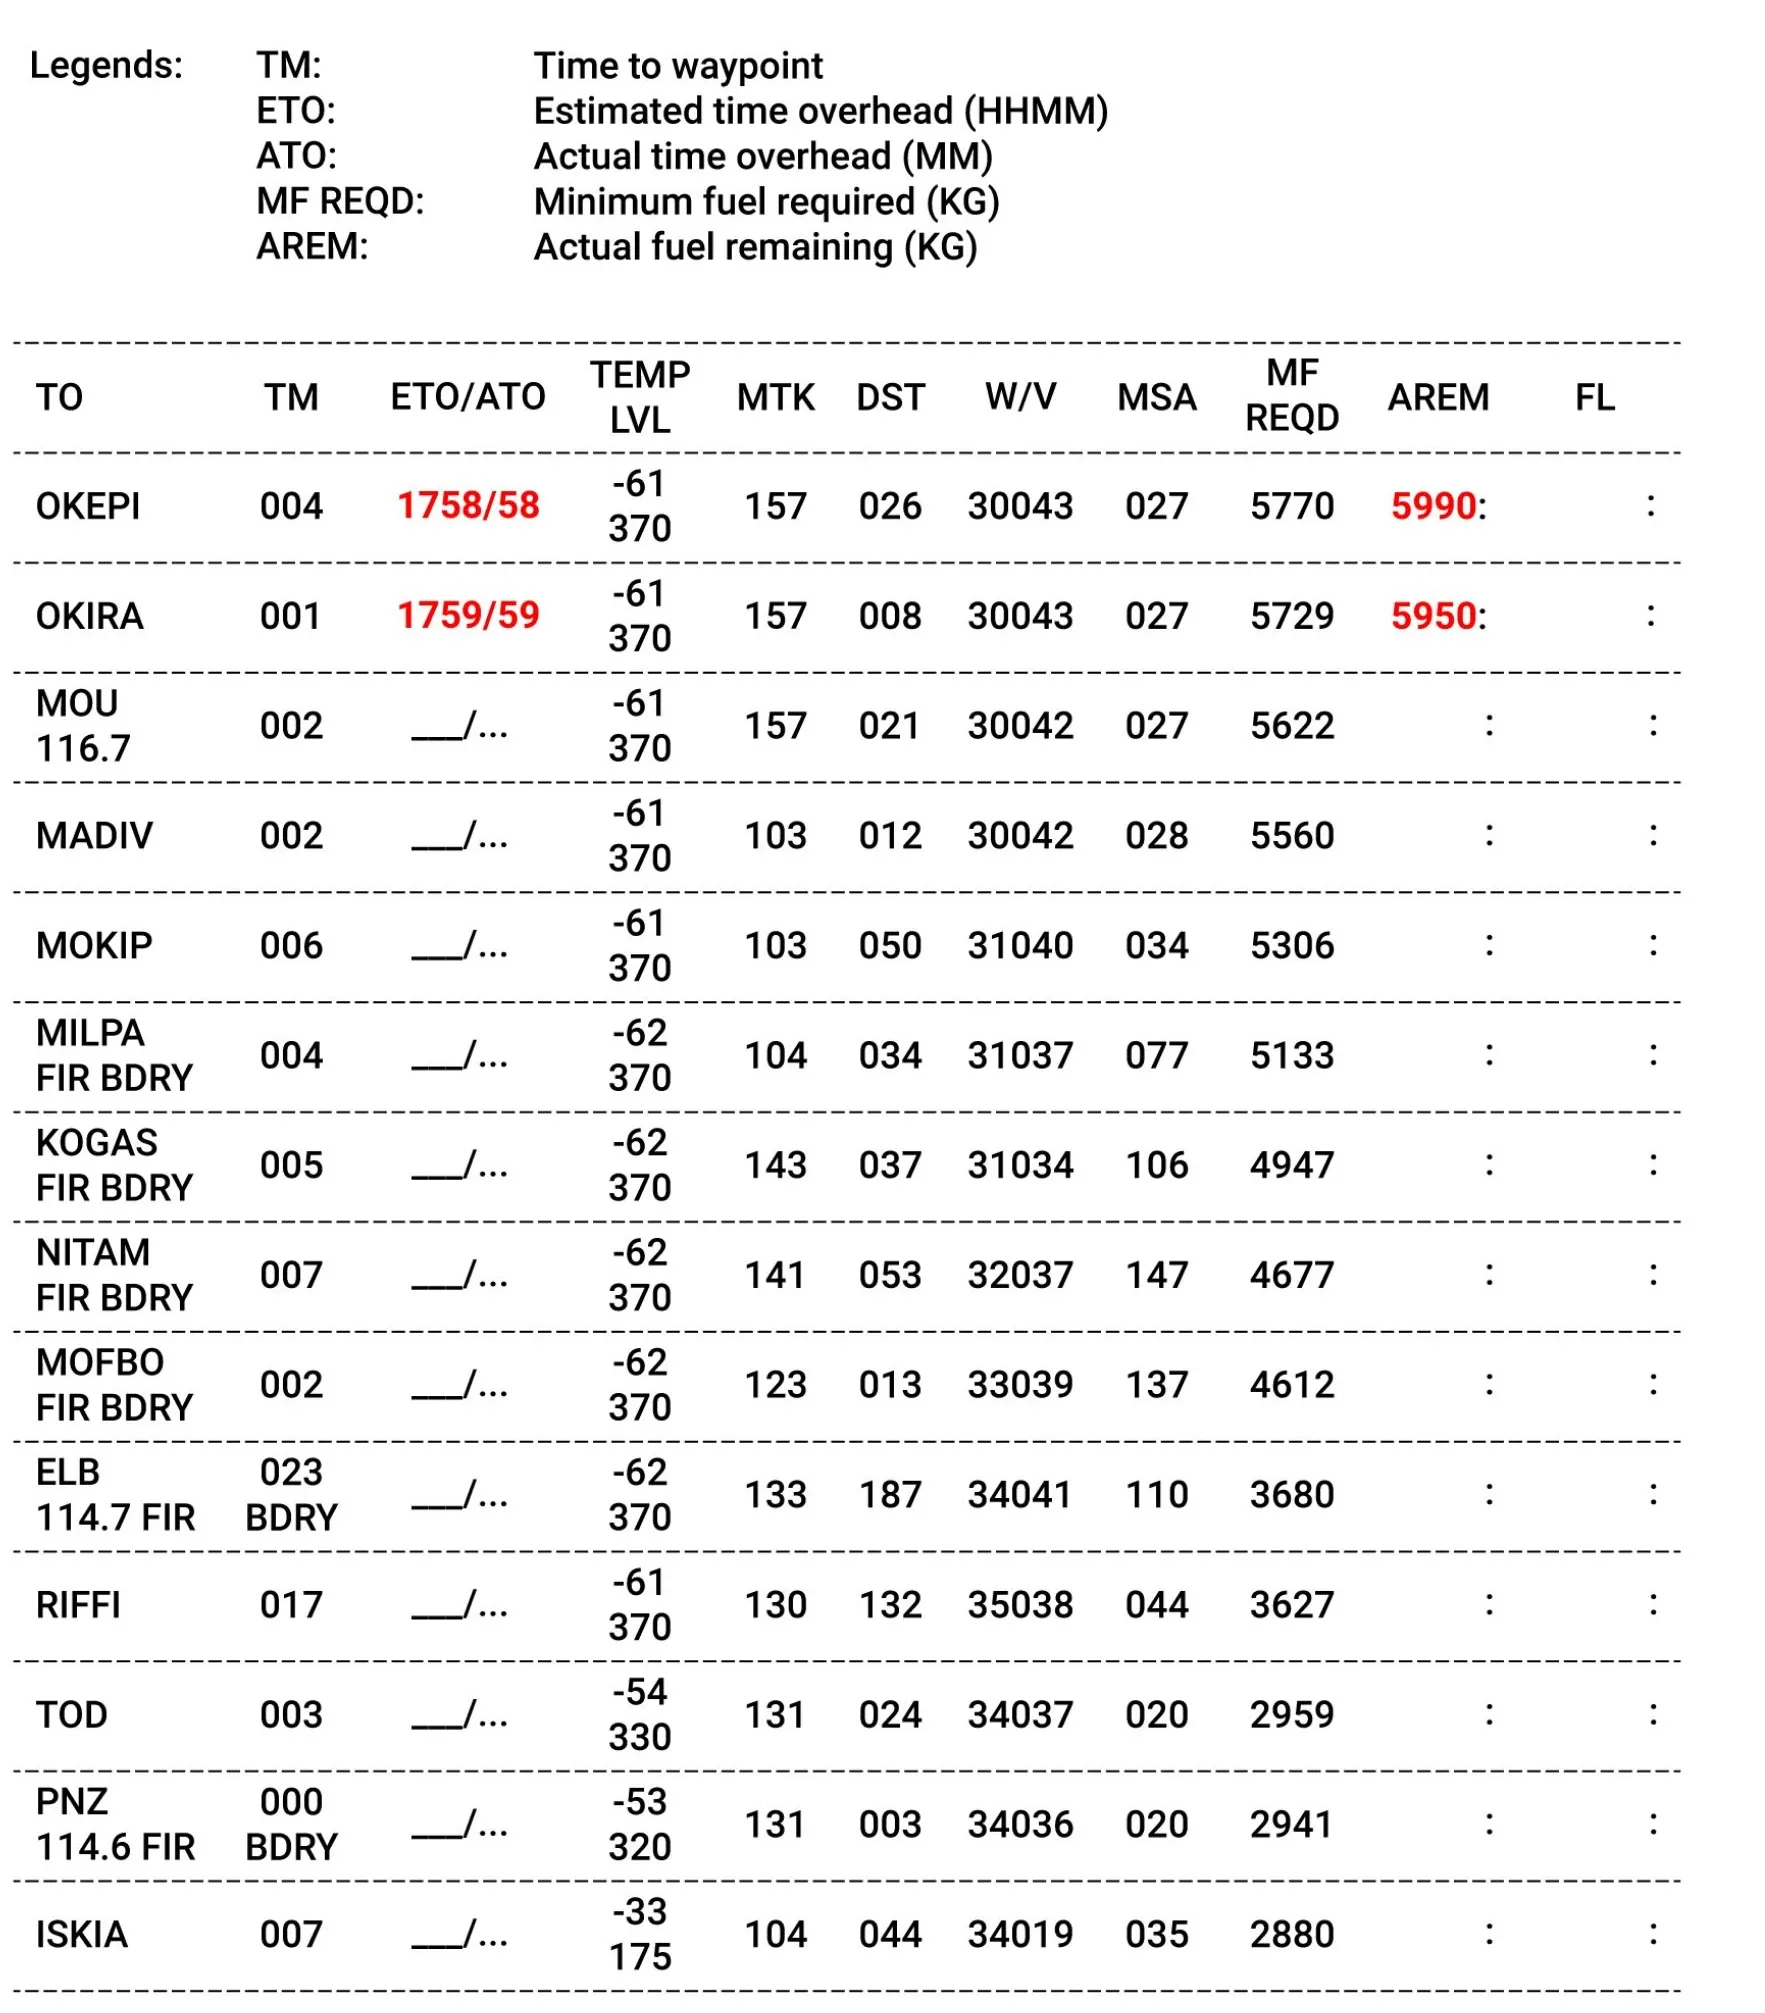 Legends: TM: Time to waypoint
ETO: Estimated time overhead (HHMM)
ATO: Actual time overhead (MM)
MF REQD: Minimum fuel required (KG)
AREM: Actual fuel remaining (KG)
TO TM ETO/ATO TEMP LVL MTK DST W/V MSA MF REQD AREM FL
OKEPI 004 1758/58 -61 370 157 026 30043 027 5770 5990: :
OKIRA 001 1759/59 -61 370 157 008 30043 027 5729 5950: :
MOU 116.7 002 ___/... -61 370 157 021 30042 027 5622 : :
MADIV 002 ___/... -61 370 103 012 30042 028 5560 : :
MOKIP 006 ___/... -61 370 103 050 31040 034 5306 : :
MILPA FIR BDRY 004 ___/... -62 370 104 034 31037 077 5133 : :
KOGAS FIR BDRY 005 ___/... -62 370 143 037 31034 106 4947 : :
NITAM FIR BDRY 007 ___/... -62 370 141 053 32037 147 4677 : :
MOFBO FIR BDRY 002 ___/... -62 370 123 013 33039 137 4612 : :
ELB 114.7 FIR 023 BDRY ___/... -62 370 133 187 34041 110 3680 : :
RIFFI 017 ___/... -61 370 130 132 35038 044 3627 : :
TOD 003 ___/... -54 330 131 024 34037 020 2959 : :
PNZ 114.6 FIR 000 BDRY ___/... -53 320 131 003 34036 020 2941 : :
ISKIA 007 ___/... -33 175 104 044 34019 035 2880 : :